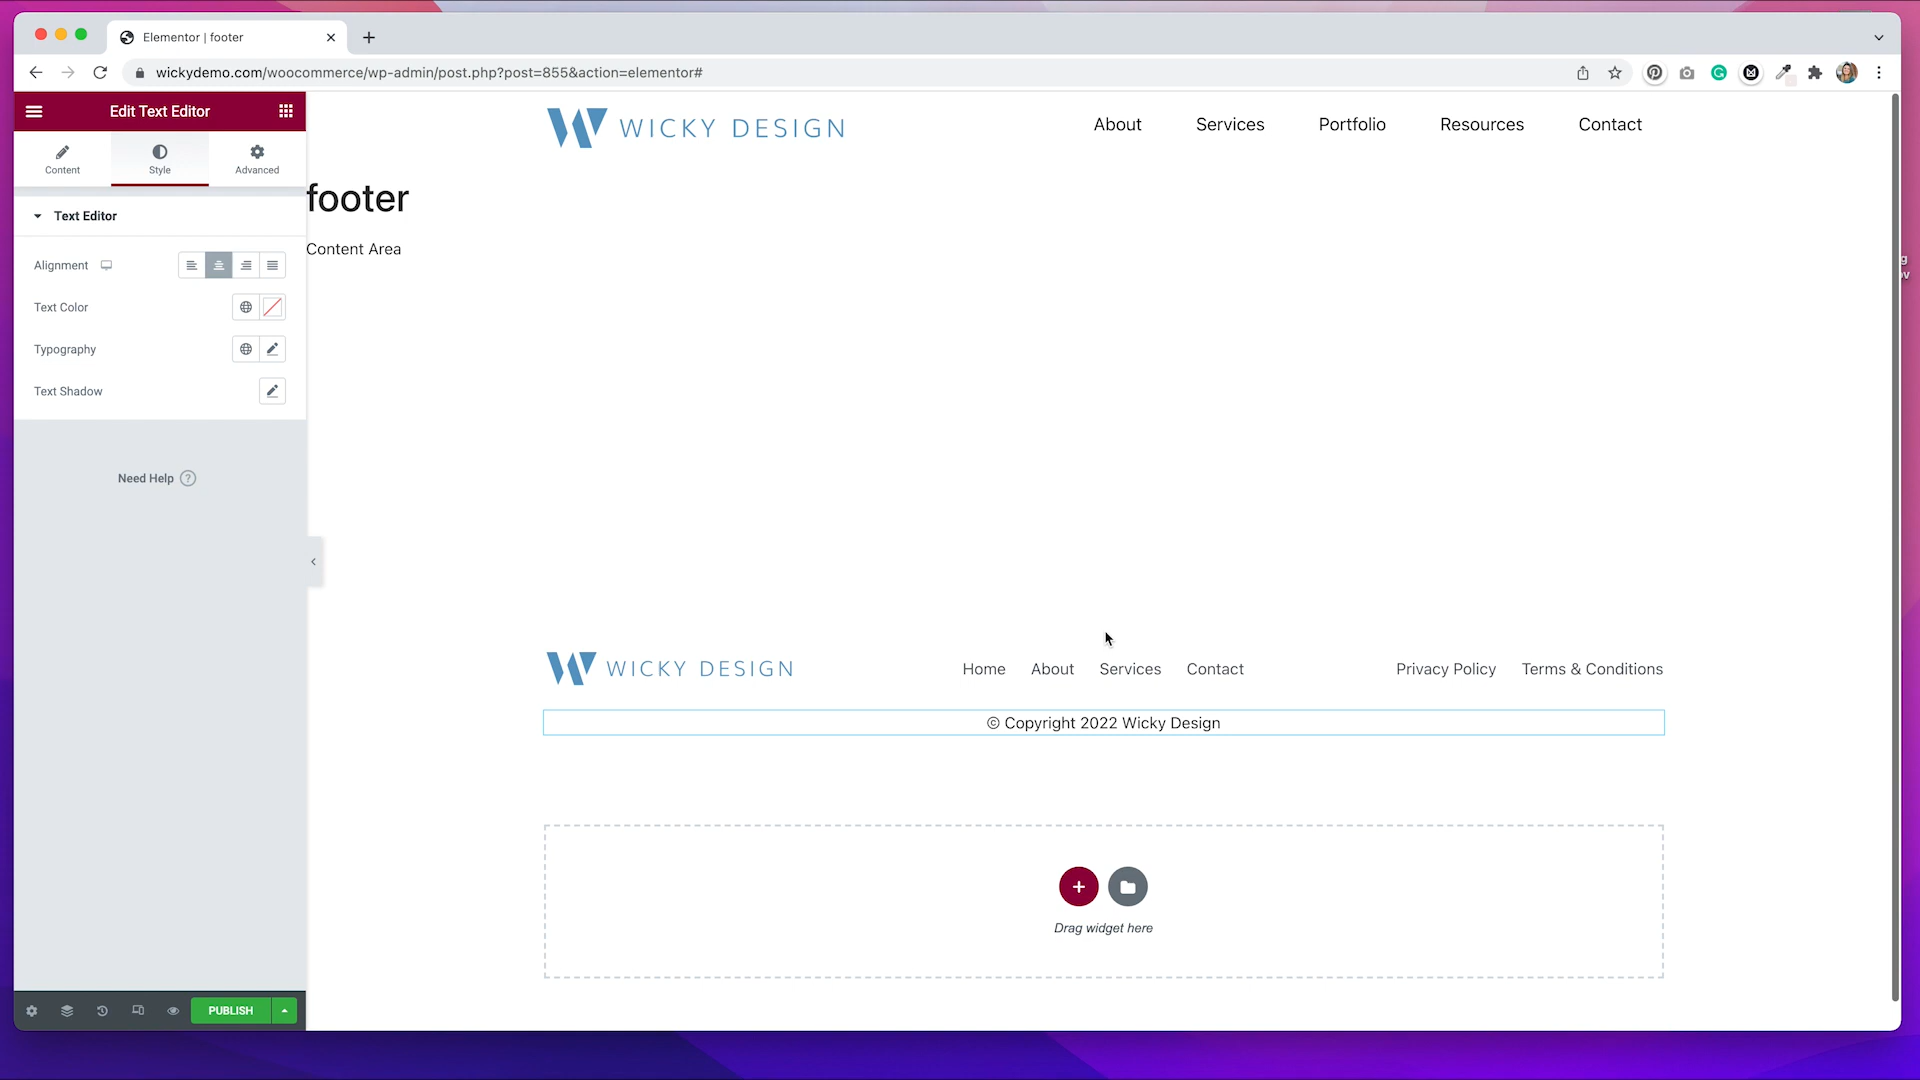 Elementor | footer
wickydemo.com/woocommerce/wp-admin/post.php?post=855&action=elementor#
Edit Text Editor
Content
Style
Advanced
Text Editor
Alignment
Text Color
Typography
Text Shadow
Need Help ?
PUBLISH
WICKY DESIGN
About Services Portfolio Resources Contact
footer
Content Area
WICKY DESIGN
Home About Services Contact
Privacy Policy Terms & Conditions
© Copyright 2022 Wicky Design
Drag widget here